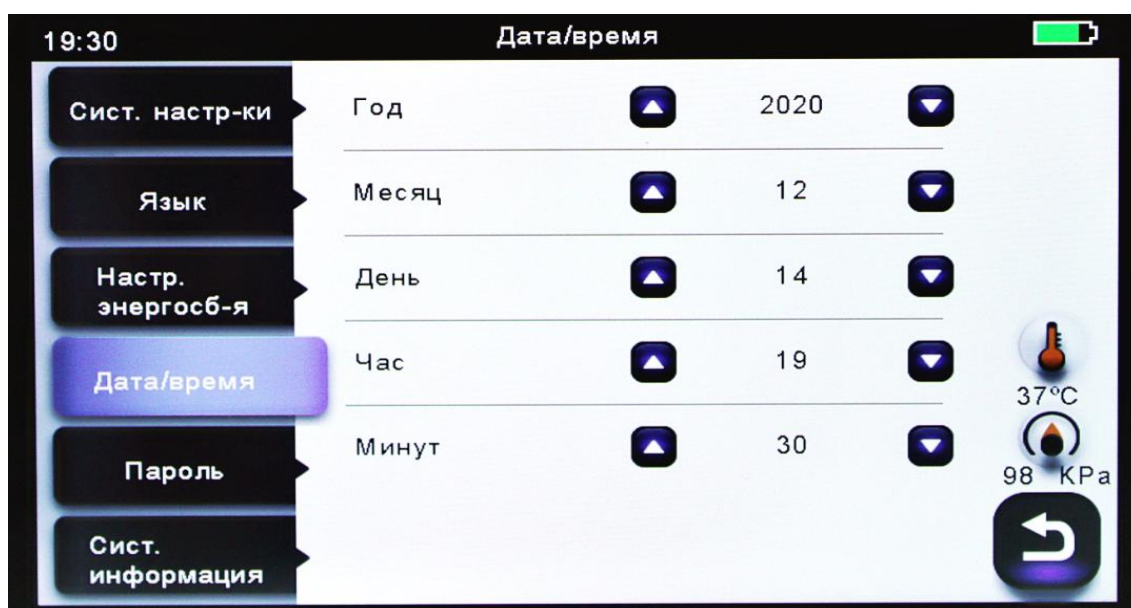 19:30
Дата/время
Сист. настр-ки
Язык
Настр.
энергосб-я
Дата/время
Пароль
Сист.
информация
Год 2020
Месяц 12
День 14
Час 19
Минут 30
37°C
98 KPa